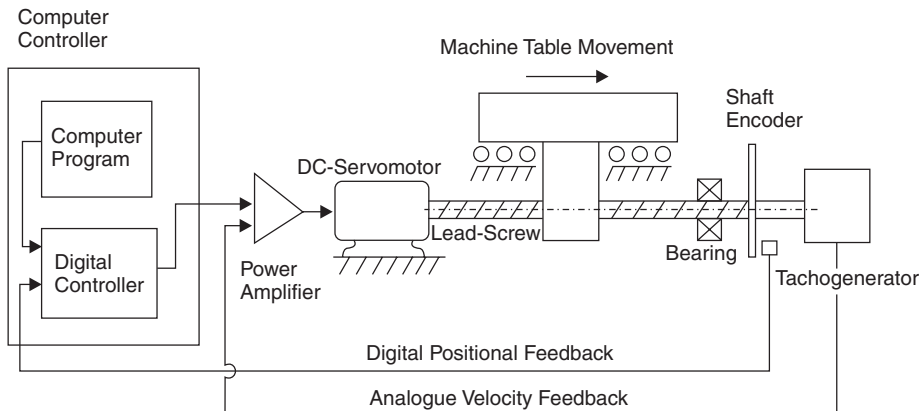 Computer
Controller
Machine Table Movement
Shaft
Encoder
Computer
Program
DC-Servomotor
Lead-Screw
Bearing
Digital
Controller
Power
Amplifier
Tachogenerator
Digital Positional Feedback
Analogue Velocity Feedback